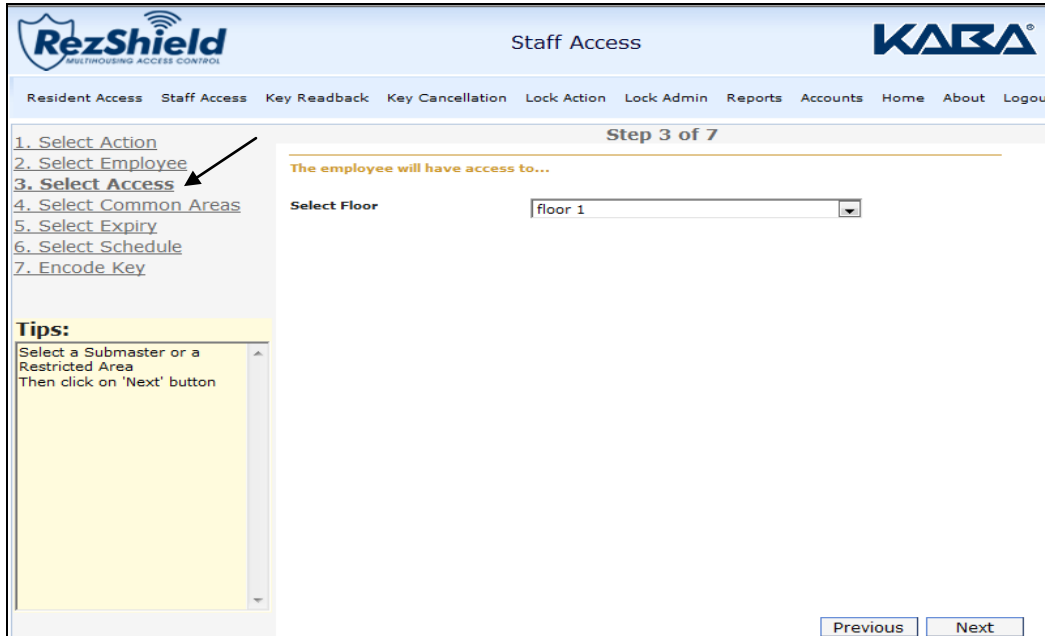 RezShield
MULTIHOUSING ACCESS CONTROL
Staff Access
KABA®
Resident Access Staff Access Key Readback Key Cancellation Lock Action Lock Admin Reports Accounts Home About Logou
1. Select Action
2. Select Employee
3. Select Access
4. Select Common Areas
5. Select Expiry
6. Select Schedule
7. Encode Key
Tips:
Select a Submaster or a
Restricted Area
Then click on 'Next' button
Step 3 of 7
The employee will have access to...
Select Floor floor 1
Previous Next